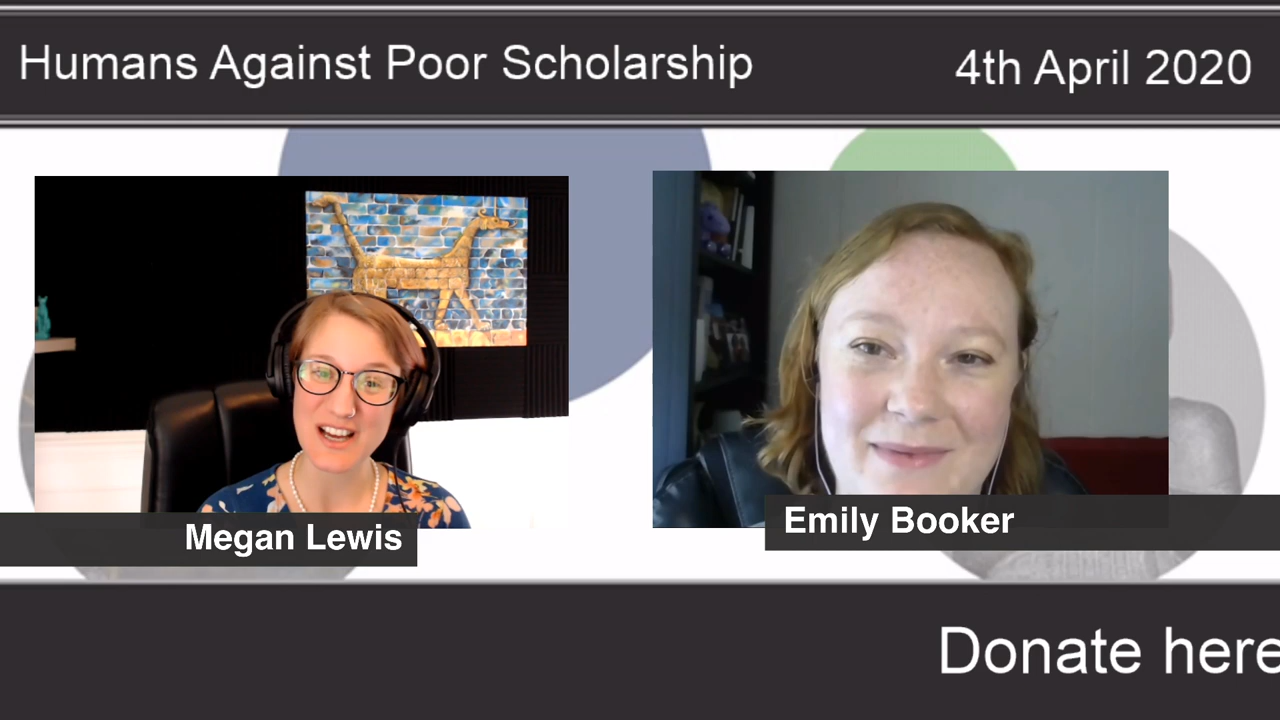 Humans Against Poor Scholarship
4th April 2020
Megan Lewis
Emily Booker
Donate here